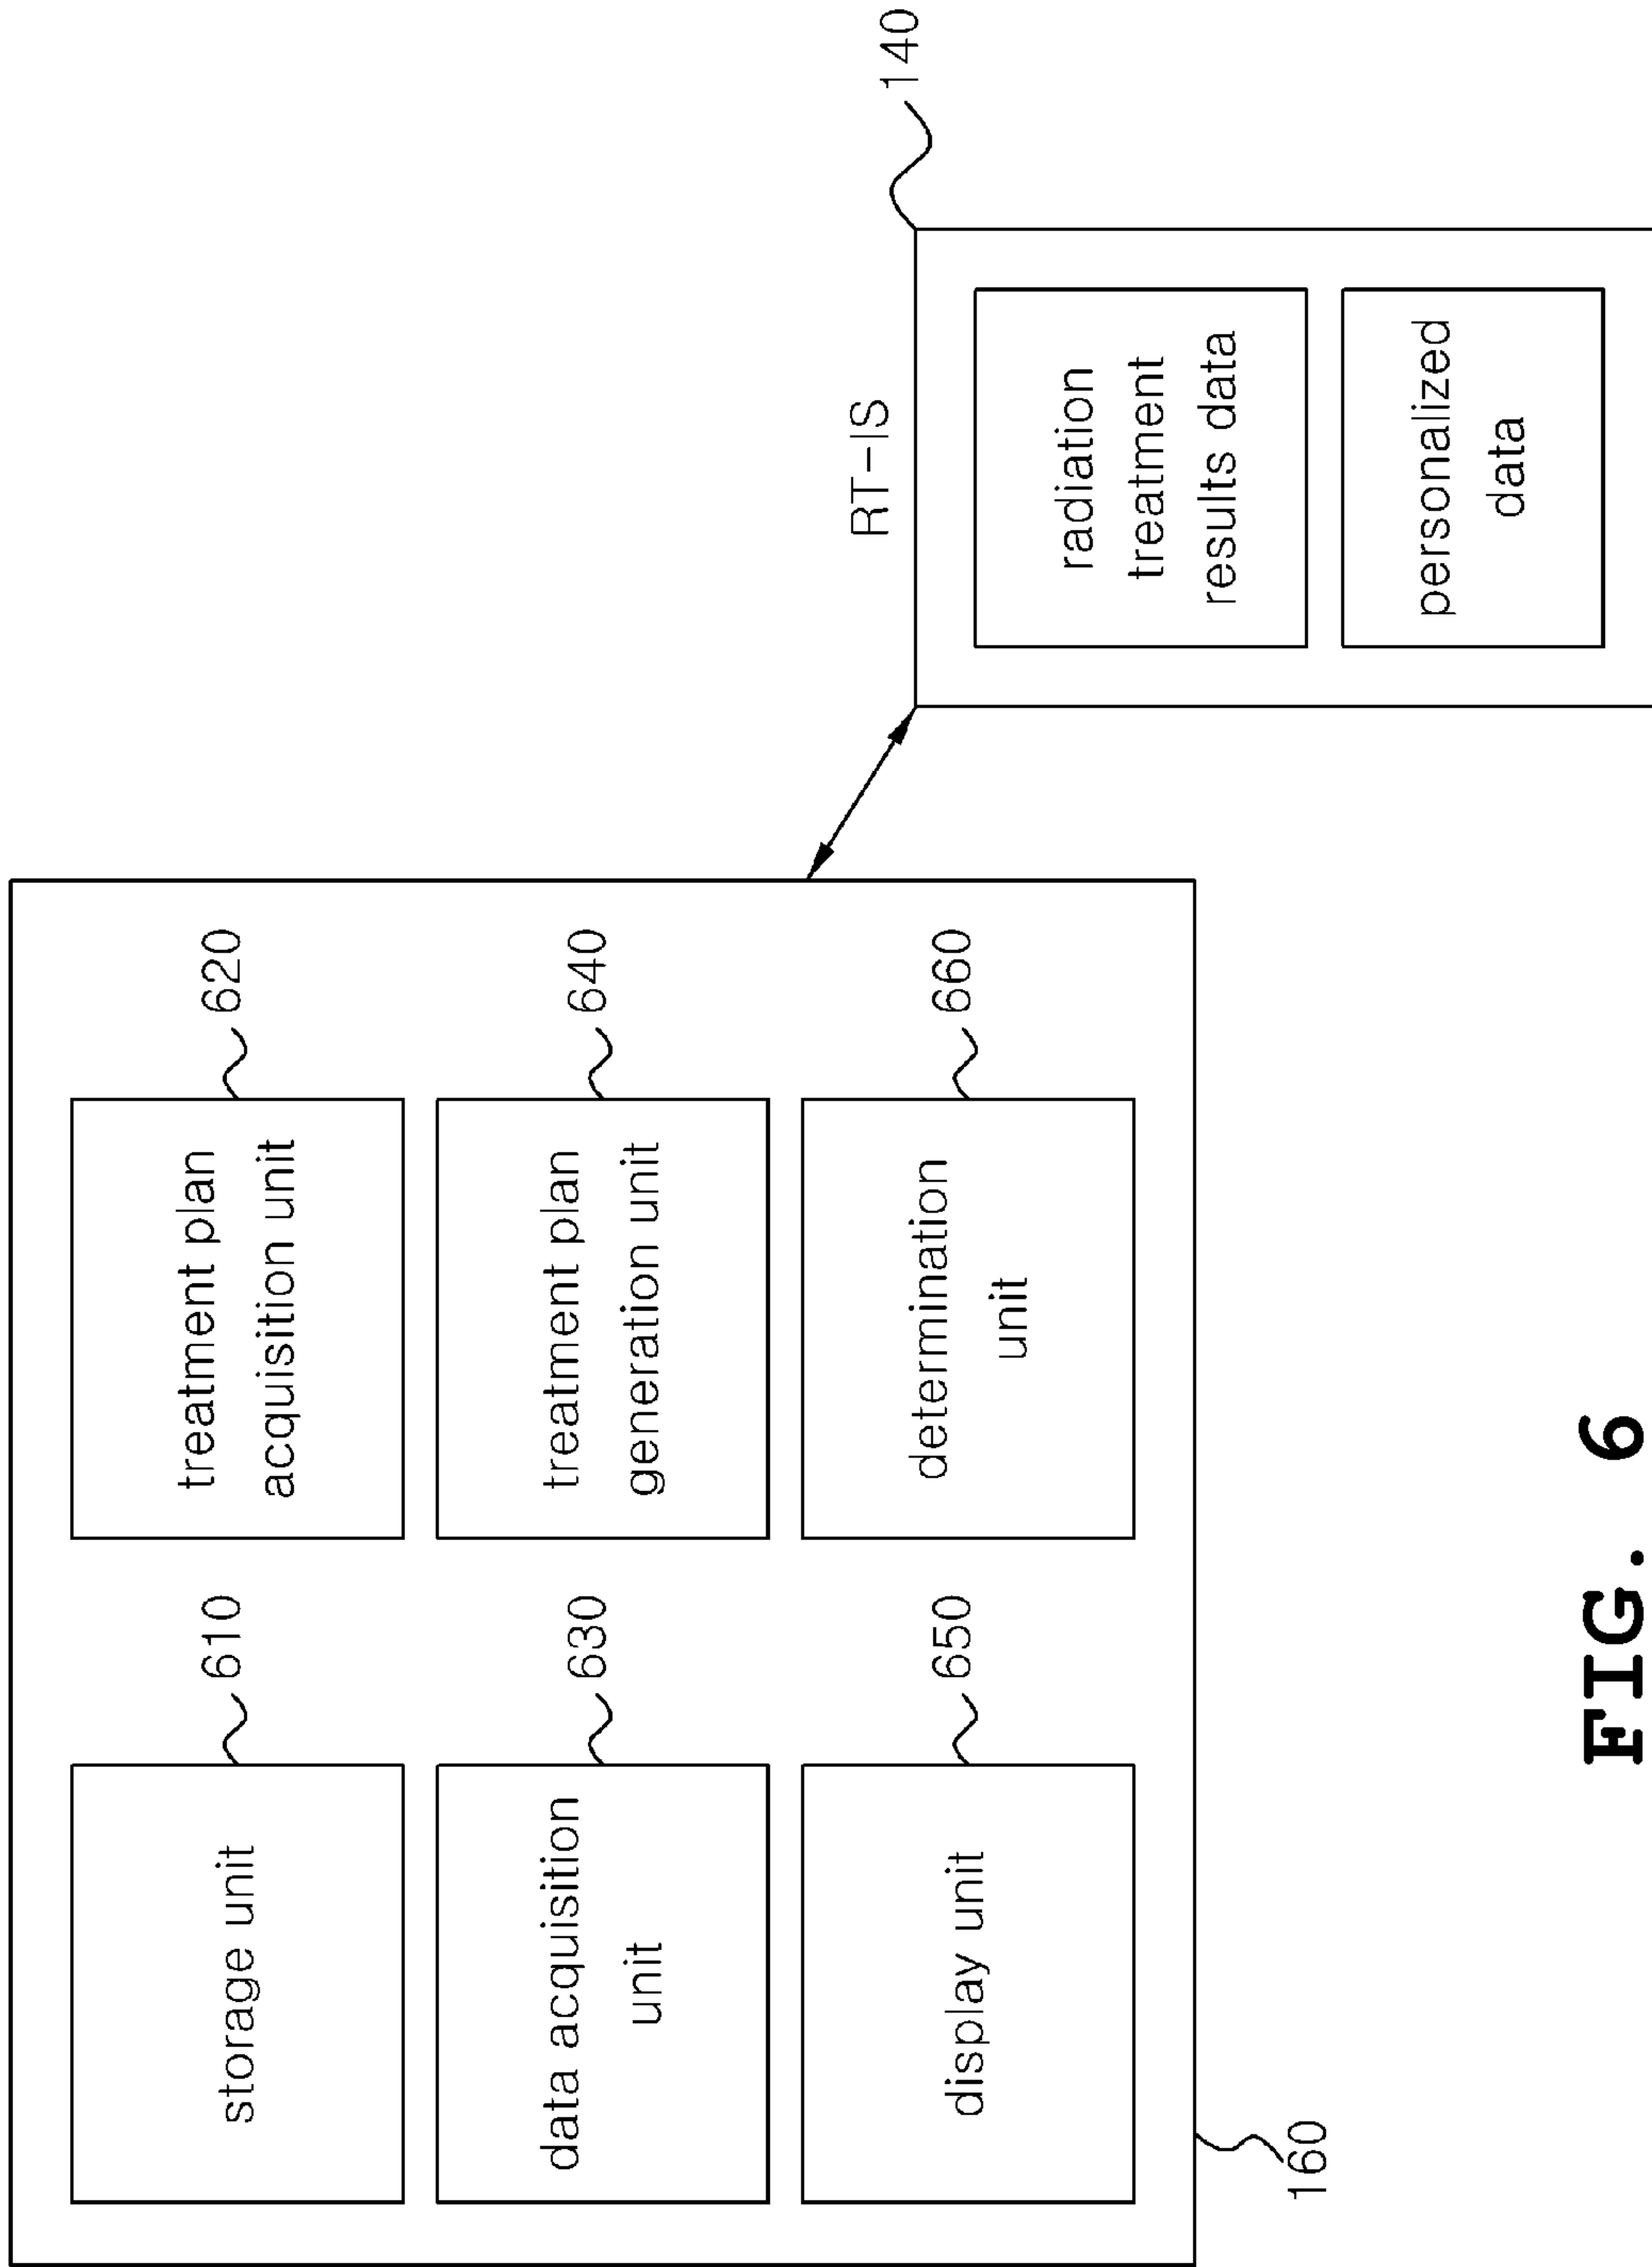 storage unit
610
treatment plan
acquisition unit
620
data acquisition
unit
630
treatment plan
generation unit
640
display unit
650
determination
unit
660
160
RT-IS
140
radiation
treatment
results data
personalized
data
FIG. 6